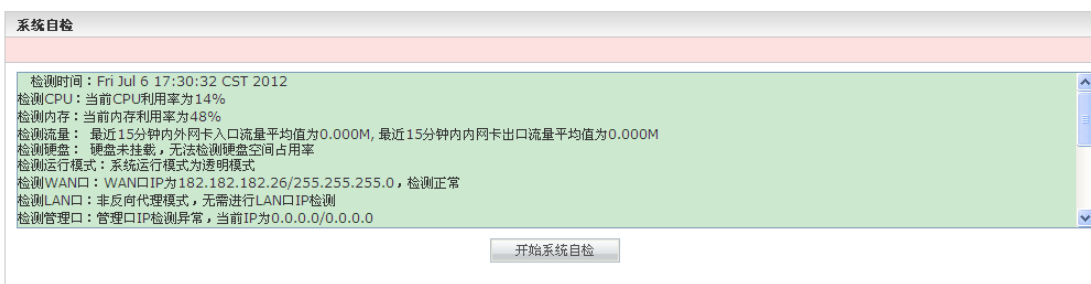 系统自检
检测时间：Fri Jul 6 17:30:32 CST 2012
检测CPU：当前CPU利用率为14%
检测内存：当前内存利用率为48%
检测流量： 最近15分钟内外网卡入口流量平均值为0.000M, 最近15分钟内内网卡出口流量平均值为0.000M
检测硬盘： 硬盘未挂载，无法检测硬盘空间占用率
检测运行模式：系统运行模式为透明模式
检测WAN口：WAN口IP为182.182.182.26/255.255.255.0，检测正常
检测LAN口：非反向代理模式，无需进行LAN口IP检测
检测管理口：管理口IP检测异常，当前IP为0.0.0.0/0.0.0.0
开始系统自检